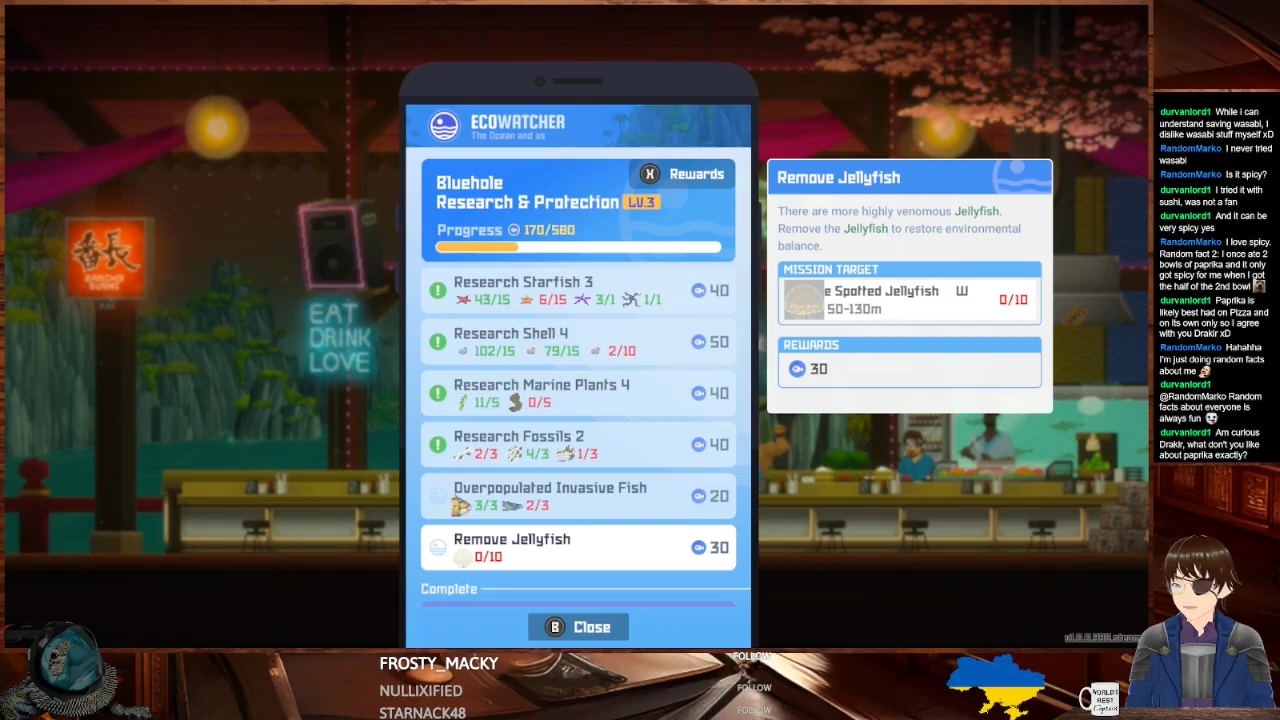 ECOWATCHER
The Ocean and us
X Rewards
Bluehole
Research & Protection LV.3
Progress 170/580
Research Starfish 3
43/15 6/15 3/1 1/1
40
Research Shell 4
102/15 79/15 2/10
50
Research Marine Plants 4
11/5 0/5
40
Research Fossils 2
2/3 4/3 1/3
40
Overpopulated Invasive Fish
3/3 2/3
20
Remove Jellyfish
0/10
30
Complete
B Close
Remove Jellyfish
There are more highly venomous Jellyfish.
Remove the Jellyfish to restore environmental
balance.
MISSION TARGET
e Spotted Jellyfish W
50-130m
0/10
REWARDS
30
番長
BANCHO
SUSHI
EAT
DRINK
LOVE
durvanlord1 While i can
understand saving wasabi, I
dislike wasabi stuff myself xD
RandomMarko I never tried
wasabi
RandomMarko Is it spicy?
durvanlord1 I tried it with
sushi, was not a fan
durvanlord1 And it can be
very spicy yes
RandomMarko I love spicy.
Random fact 2: I once ate 2
bowls of paprika and it only
got spicy for me when I got
the half of the 2nd bowl
durvanlord1 Paprika is
likely best had on PIzza and
on its own only so I agree
with you Drakir xD
RandomMarko Hahahha
I'm just doing random facts
about me
durvanlord1
@RandomMarko Random
facts about everyone is
always fun
durvanlord1 Am curious
Drakir, what don't you like
about paprika exactly?
FROSTY_MACKY
FOLLOW
NULLIXIFIED
FOLLOW
STARNACK48
FOLLOW
WORLD'S
BEST
Captain